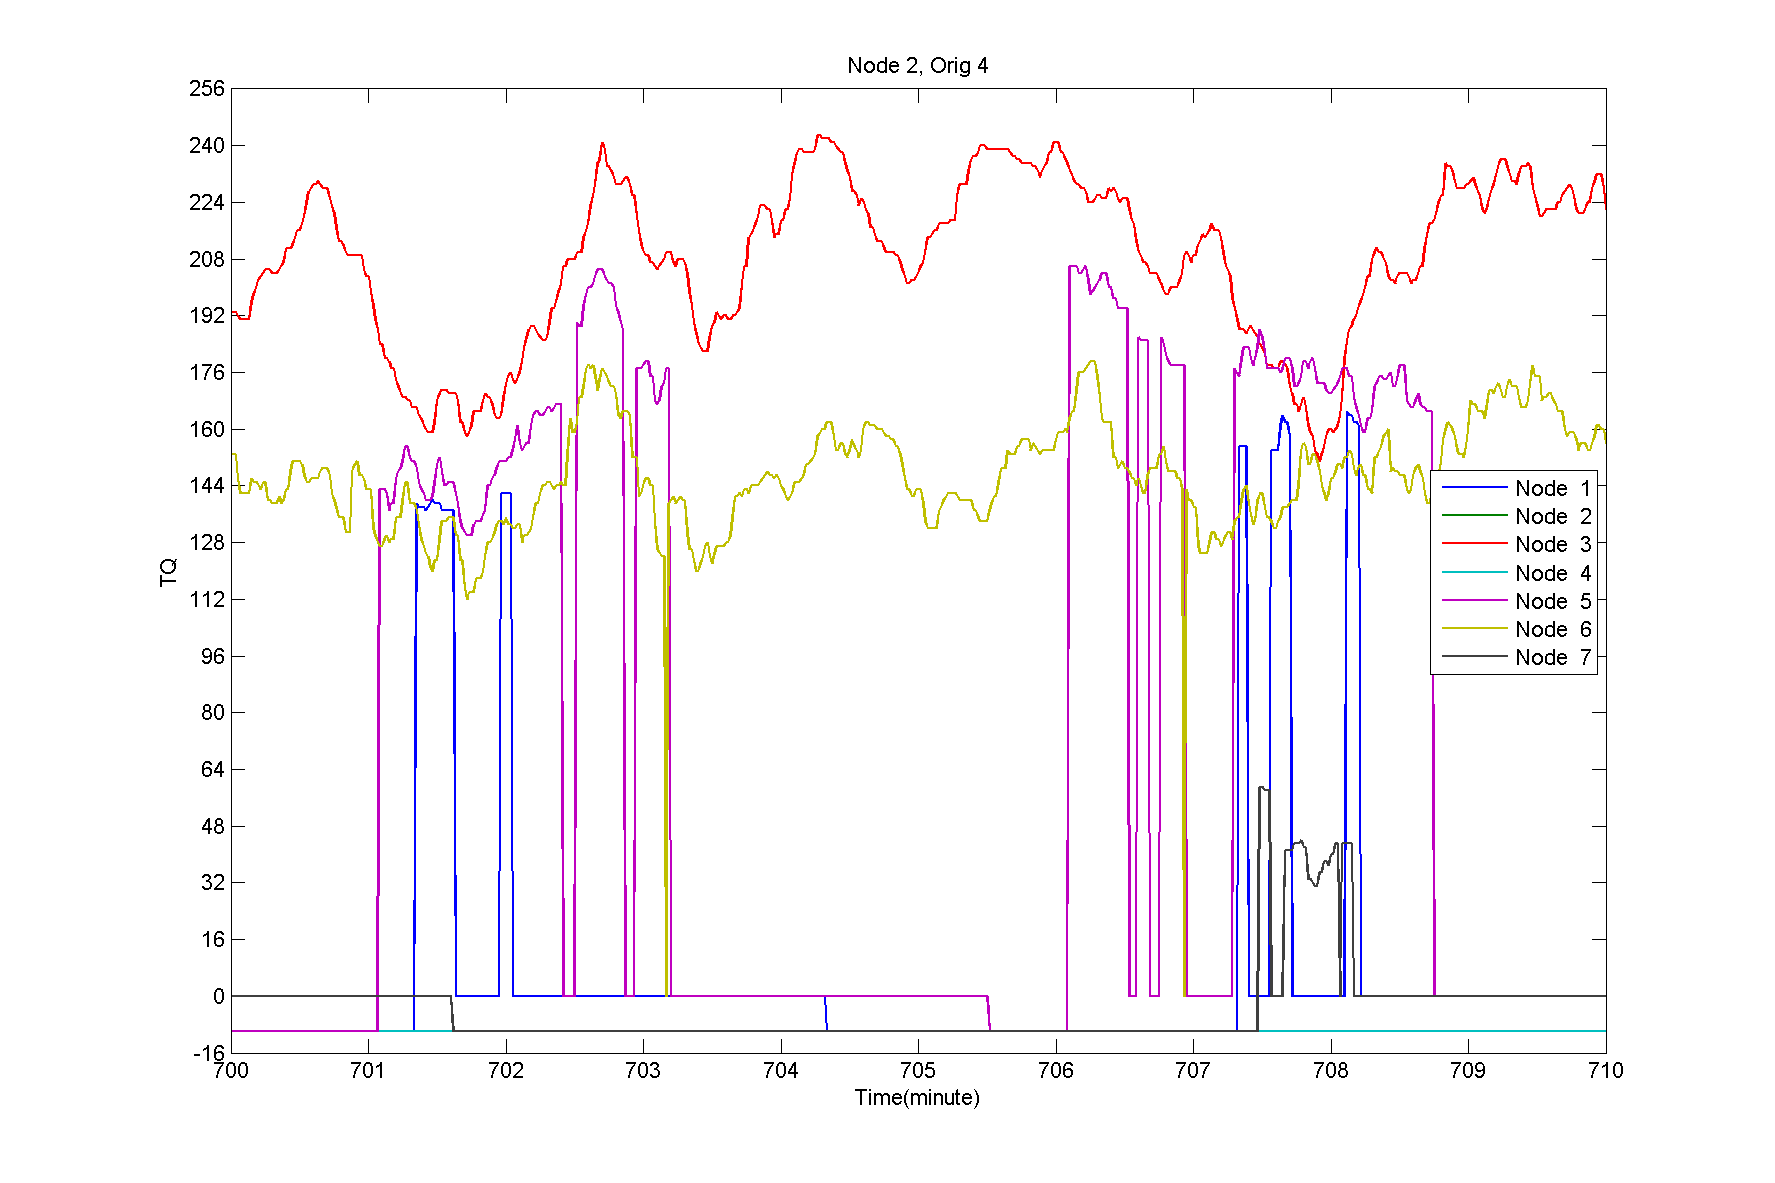 Node 2, Orig 4
256
240
224
208
192
176
160
144
128
112
96
80
64
48
32
16
0
-16
TQ
Node 1
Node 2
Node 3
Node 4
Node 5
Node 6
Node 7
700 701 702 703 704 705 706 707 708 709 710
Time(minute)